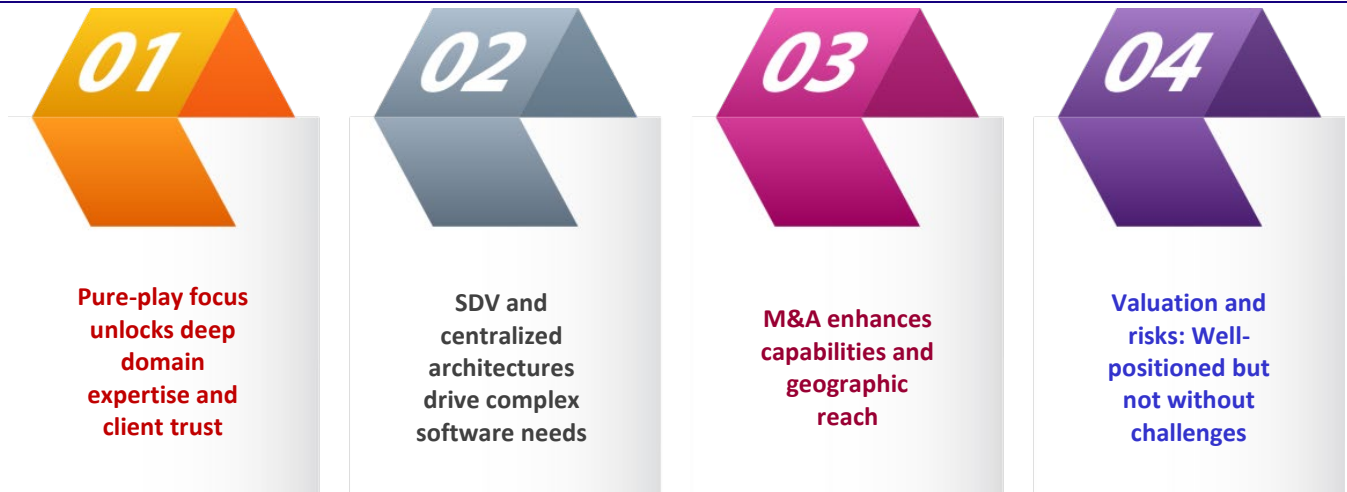 01
Pure-play focus
unlocks deep
domain
expertise and
client trust
02
SDV and
centralized
architectures
drive complex
software needs
03
M&A enhances
capabilities and
geographic
reach
04
Valuation and
risks: Well-
positioned but
not without
challenges